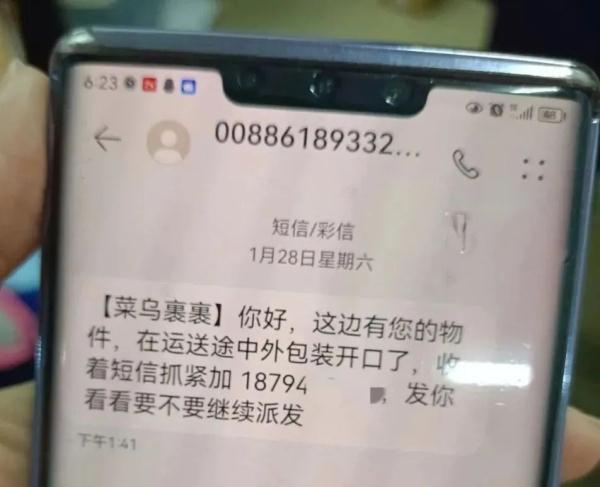 6:23
00886189332...
短信/彩信
1月28日星期六
【菜鸟裹裹】你好，这边有您的物
件，在运送途中外包装开口了，收
着短信抓紧加 18794 ，发你
看看要不要继续派发
下午1:41